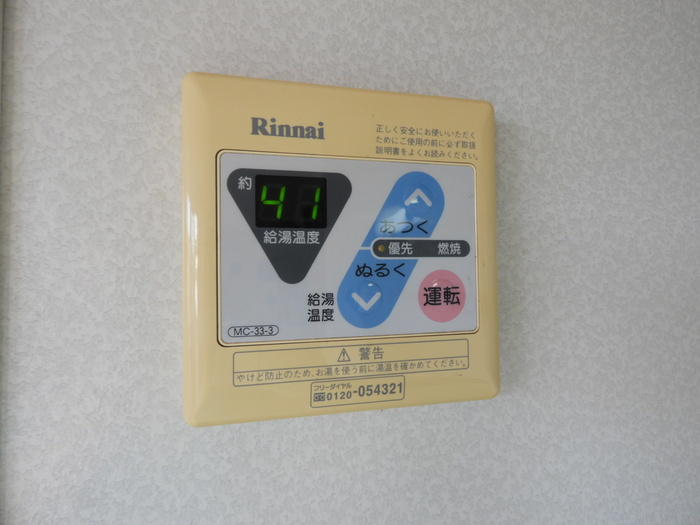 Rinnai
正しく安全にお使いいただく
ためにご使用の前に必ず取扱
説明書をよくお読みください。
約 41
給湯温度
あつく
優先 燃焼
ぬるく
給湯
温度
運転
MC-33-3
⚠ 警告
やけど防止のため、お湯を使う前に湯温を確かめてください。
フリーダイヤル
0120-054321